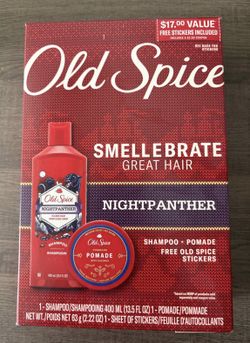 $17.00 VALUE
FREE STICKERS INCLUDED
Old Spice
SMELLEBRATE
GREAT HAIR
NIGHTPANTHER
Old Spice
NIGHTPANTHER
SHAMPOO
SHAMPOOING
Old Spice
POMADE
SHAMPOO + POMADE
FREE OLD SPICE
STICKERS
1 - SHAMPOO/SHAMPOOING 400 ML (13.5 FL OZ) 1 - POMADE/POMMADE
NET WT./POIDS NET 63 g (2.22 OZ) 1 - SHEET OF STICKERS/FEUILLE D'AUTOCOLLANTS